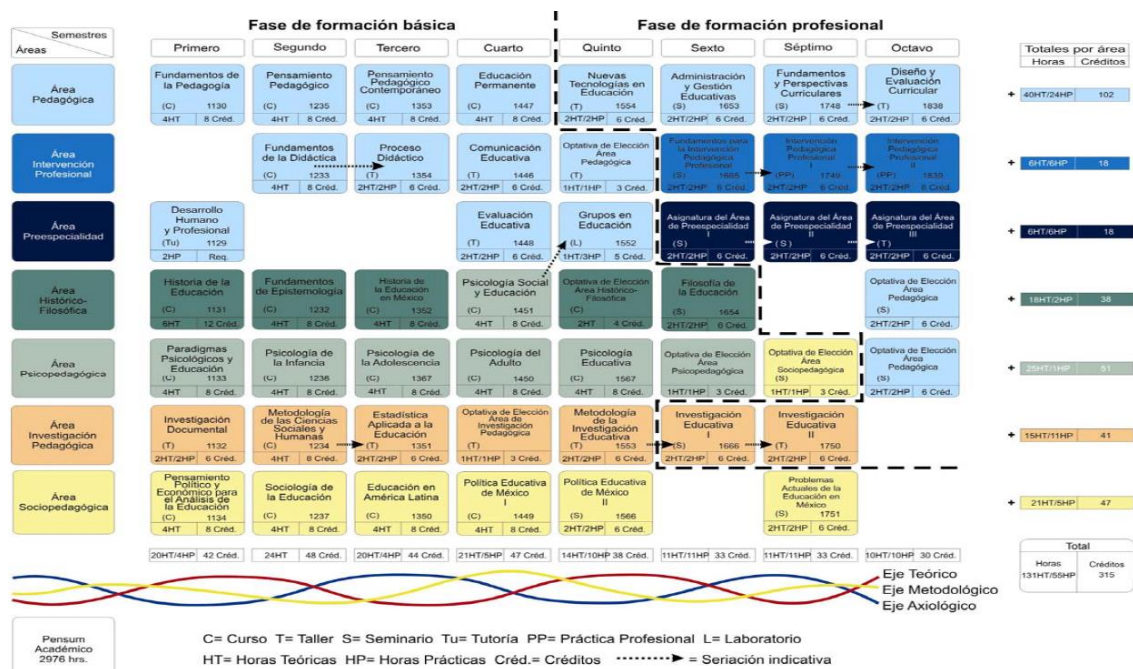 Fase de formación básica
Fase de formación profesional
Semestres
Áreas
Primero
Segundo
Tercero
Cuarto
Quinto
Sexto
Séptimo
Octavo
Totales por área
Horas
Créditos
Área
Pedagógica
Fundamentos de
la Pedagogía
(C) 1130
4HT 8 Créd.
Pensamiento
Pedagógico
(C) 1235
4HT 8 Créd.
Pensamiento
Pedagógico
Contemporáneo
(C) 1353
4HT 8 Créd.
Educación
Permanente
(C) 1447
4HT 8 Créd.
Nuevas
Tecnologías en
Educación
(T) 1554
2HT/2HP 6 Créd.
Administración
y Gestión
Educativas
(S) 1653
2HT/2HP 6 Créd.
Fundamentos
y Perspectivas
Curriculares
(S) 1748
2HT/2HP 6 Créd.
Diseño y
Evaluación
Curricular
(T) 1838
2HT/2HP 6 Créd.
+ 40HT/24HP 102
Área
Intervención
Profesional
Fundamentos
de la Didáctica
(C) 1233
4HT 8 Créd.
Proceso
Didáctico
(T) 1354
2HT/2HP 6 Créd.
Comunicación
Educativa
(T) 1446
2HT/2HP 6 Créd.
Optativa de Elección
Área
Pedagógica
(T)
1HT/1HP 3 Créd.
Fundamentos para
la Intervención
Pedagógica
Profesional
(S) 1665
2HT/2HP 6 Créd.
Intervención
Pedagógica
Profesional
I
(PP) 1749
2HT/2HP 6 Créd.
Intervención
Pedagógica
Profesional
II
(PP) 1839
2HT/2HP 6 Créd.
+ 6HT/6HP 18
Área
Preespecialidad
Desarrollo
Humano
y Profesional
(Tu) 1129
2HP Req.
Evaluación
Educativa
(T) 1448
2HT/2HP 6 Créd.
Grupos en
Educación
(L) 1552
1HT/3HP 5 Créd.
Asignatura del Área
de Preespecialidad
I
(S)
2HT/2HP 6 Créd.
Asignatura del Área
de Preespecialidad
II
(S)
2HT/2HP 6 Créd.
Asignatura del Área
de Preespecialidad
III
(T)
2HT/2HP 6 Créd.
+ 6HT/6HP 18
Área
Histórico-
Filosófica
Historia de la
Educación
(C) 1131
6HT 12 Créd.
Fundamentos
de Epistemología
(C) 1232
4HT 8 Créd.
Historia de
la Educación
en México
(C) 1352
4HT 8 Créd.
Psicología Social
y Educación
(C) 1451
4HT 8 Créd.
Optativa de Elección
Área Histórico-
Filosófica
(C)
2HT 4 Créd.
Filosofía de
la Educación
(S) 1654
2HT/2HP 6 Créd.
Optativa de Elección
Área
Pedagógica
(S)
2HT/2HP 6 Créd.
+ 18HT/2HP 38
Área
Psicopedagógica
Paradigmas
Psicológicos y
Educación
(C) 1133
4HT 8 Créd.
Psicología de
la Infancia
(C) 1236
4HT 8 Créd.
Psicología de
la Adolescencia
(C) 1367
4HT 8 Créd.
Psicología del
Adulto
(C) 1450
4HT 8 Créd.
Psicología
Educativa
(C) 1567
4HT 8 Créd.
Optativa de Elección
Área
Psicopedagógica
(S)
1HT/1HP 3 Créd.
Optativa de Elección
Área
Sociopedagógica
(S)
1HT/1HP 3 Créd.
Optativa de Elección
Área
Pedagógica
(S)
2HT/2HP 6 Créd.
+ 25HT/1HP 51
Área
de Investigación
Pedagógica
Investigación
Documental
(T) 1132
2HT/2HP 6 Créd.
Metodología
de las Ciencias
Sociales y
Humanas
(C) 1234
4HT 8 Créd.
Estadística
Aplicada a la
Educación
(T) 1351
2HT/2HP 6 Créd.
Optativa de Elección
Área de
Investigación
Pedagógica
(T)
1HT/1HP 3 Créd.
Metodología
de la
Investigación
Educativa
(T) 1553
2HT/2HP 6 Créd.
Investigación
Educativa
I
(S) 1666
2HT/2HP 6 Créd.
Investigación
Educativa
II
(T) 1750
2HT/2HP 6 Créd.
+ 15HT/11HP 41
Área
Sociopedagógica
Pensamiento
Político y
Económico para
el Análisis de
la Educación
(C) 1134
4HT 8 Créd.
Sociología de
la Educación
(C) 1237
4HT 8 Créd.
Educación en
América Latina
(C) 1350
4HT 8 Créd.
Política Educativa
de México
I
(C) 1449
4HT 8 Créd.
Política Educativa
de México
II
(S) 1566
2HT/2HP 6 Créd.
Problemas
Actuales de la
Educación en
México
(S) 1751
2HT/2HP 6 Créd.
+ 21HT/5HP 47
20HT/4HP 42 Créd.
24HT 48 Créd.
20HT/4HP 44 Créd.
21HT/5HP 47 Créd.
14HT/10HP 38 Créd.
11HT/11HP 33 Créd.
11HT/11HP 33 Créd.
10HT/10HP 30 Créd.
Total
Horas Créditos
131HT/55HP 315
Eje Teórico
Eje Metodológico
Eje Axiológico
Pensum
Académico
2976 hrs.
C= Curso T= Taller S= Seminario Tu= Tutoría PP= Práctica Profesional L= Laboratorio
HT= Horas Teóricas HP= Horas Prácticas Créd.= Créditos = Seriación indicativa